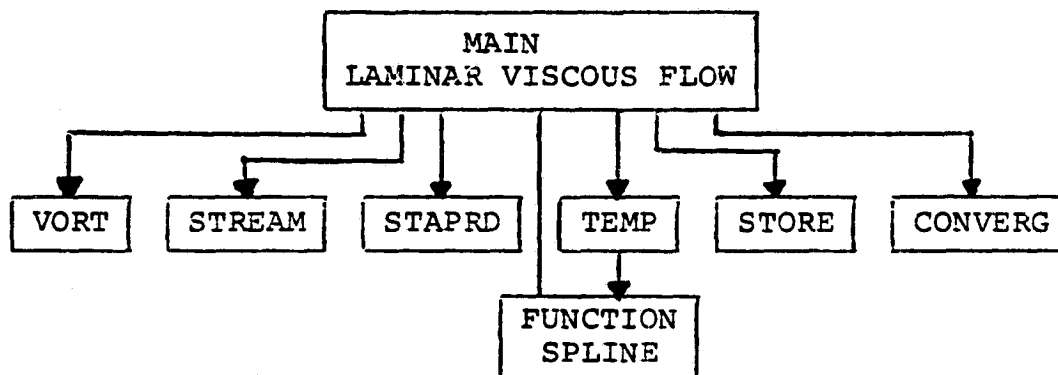 MAIN
LAMINAR VISCOUS FLOW
VORT
STREAM
STAPRD
TEMP
STORE
CONVERG
FUNCTION
SPLINE